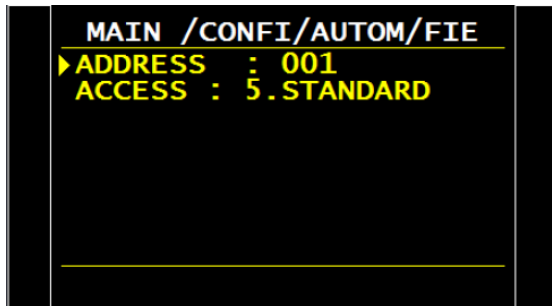 MAIN /CONFI/AUTOM/FIE
ADDRESS : 001
ACCESS : 5.STANDARD